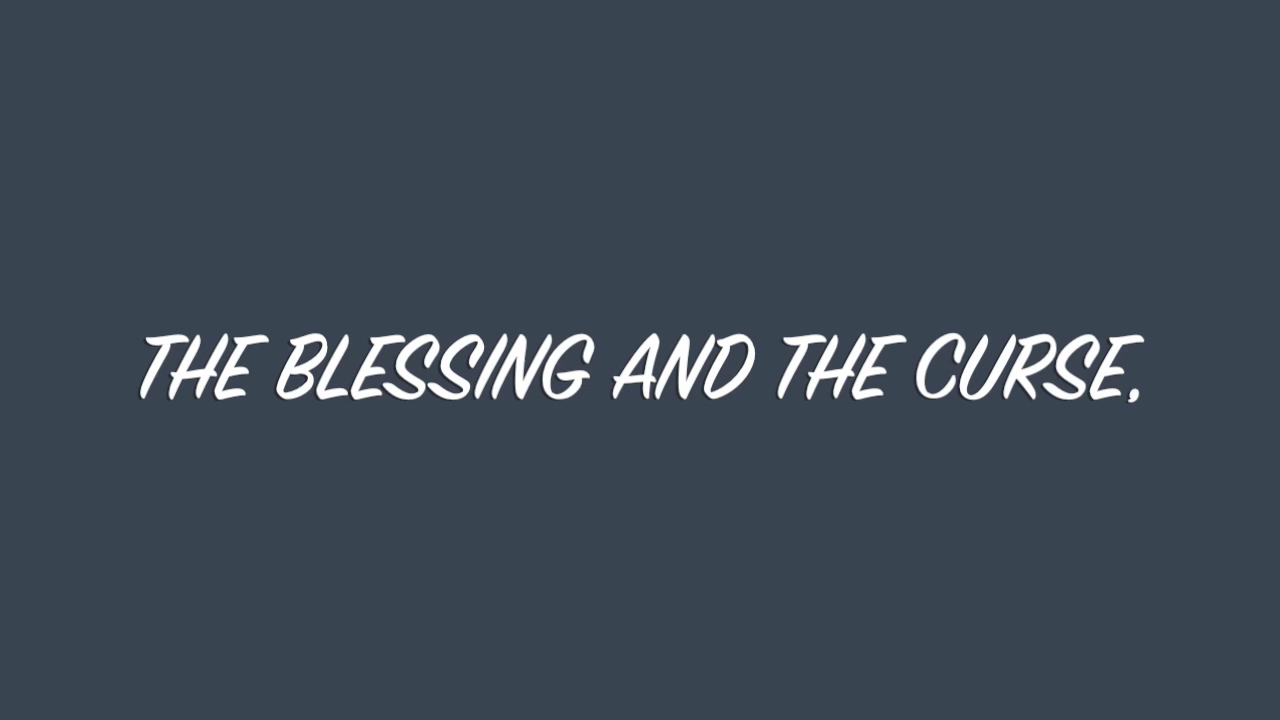 THE BLESSING AND THE CURSE,